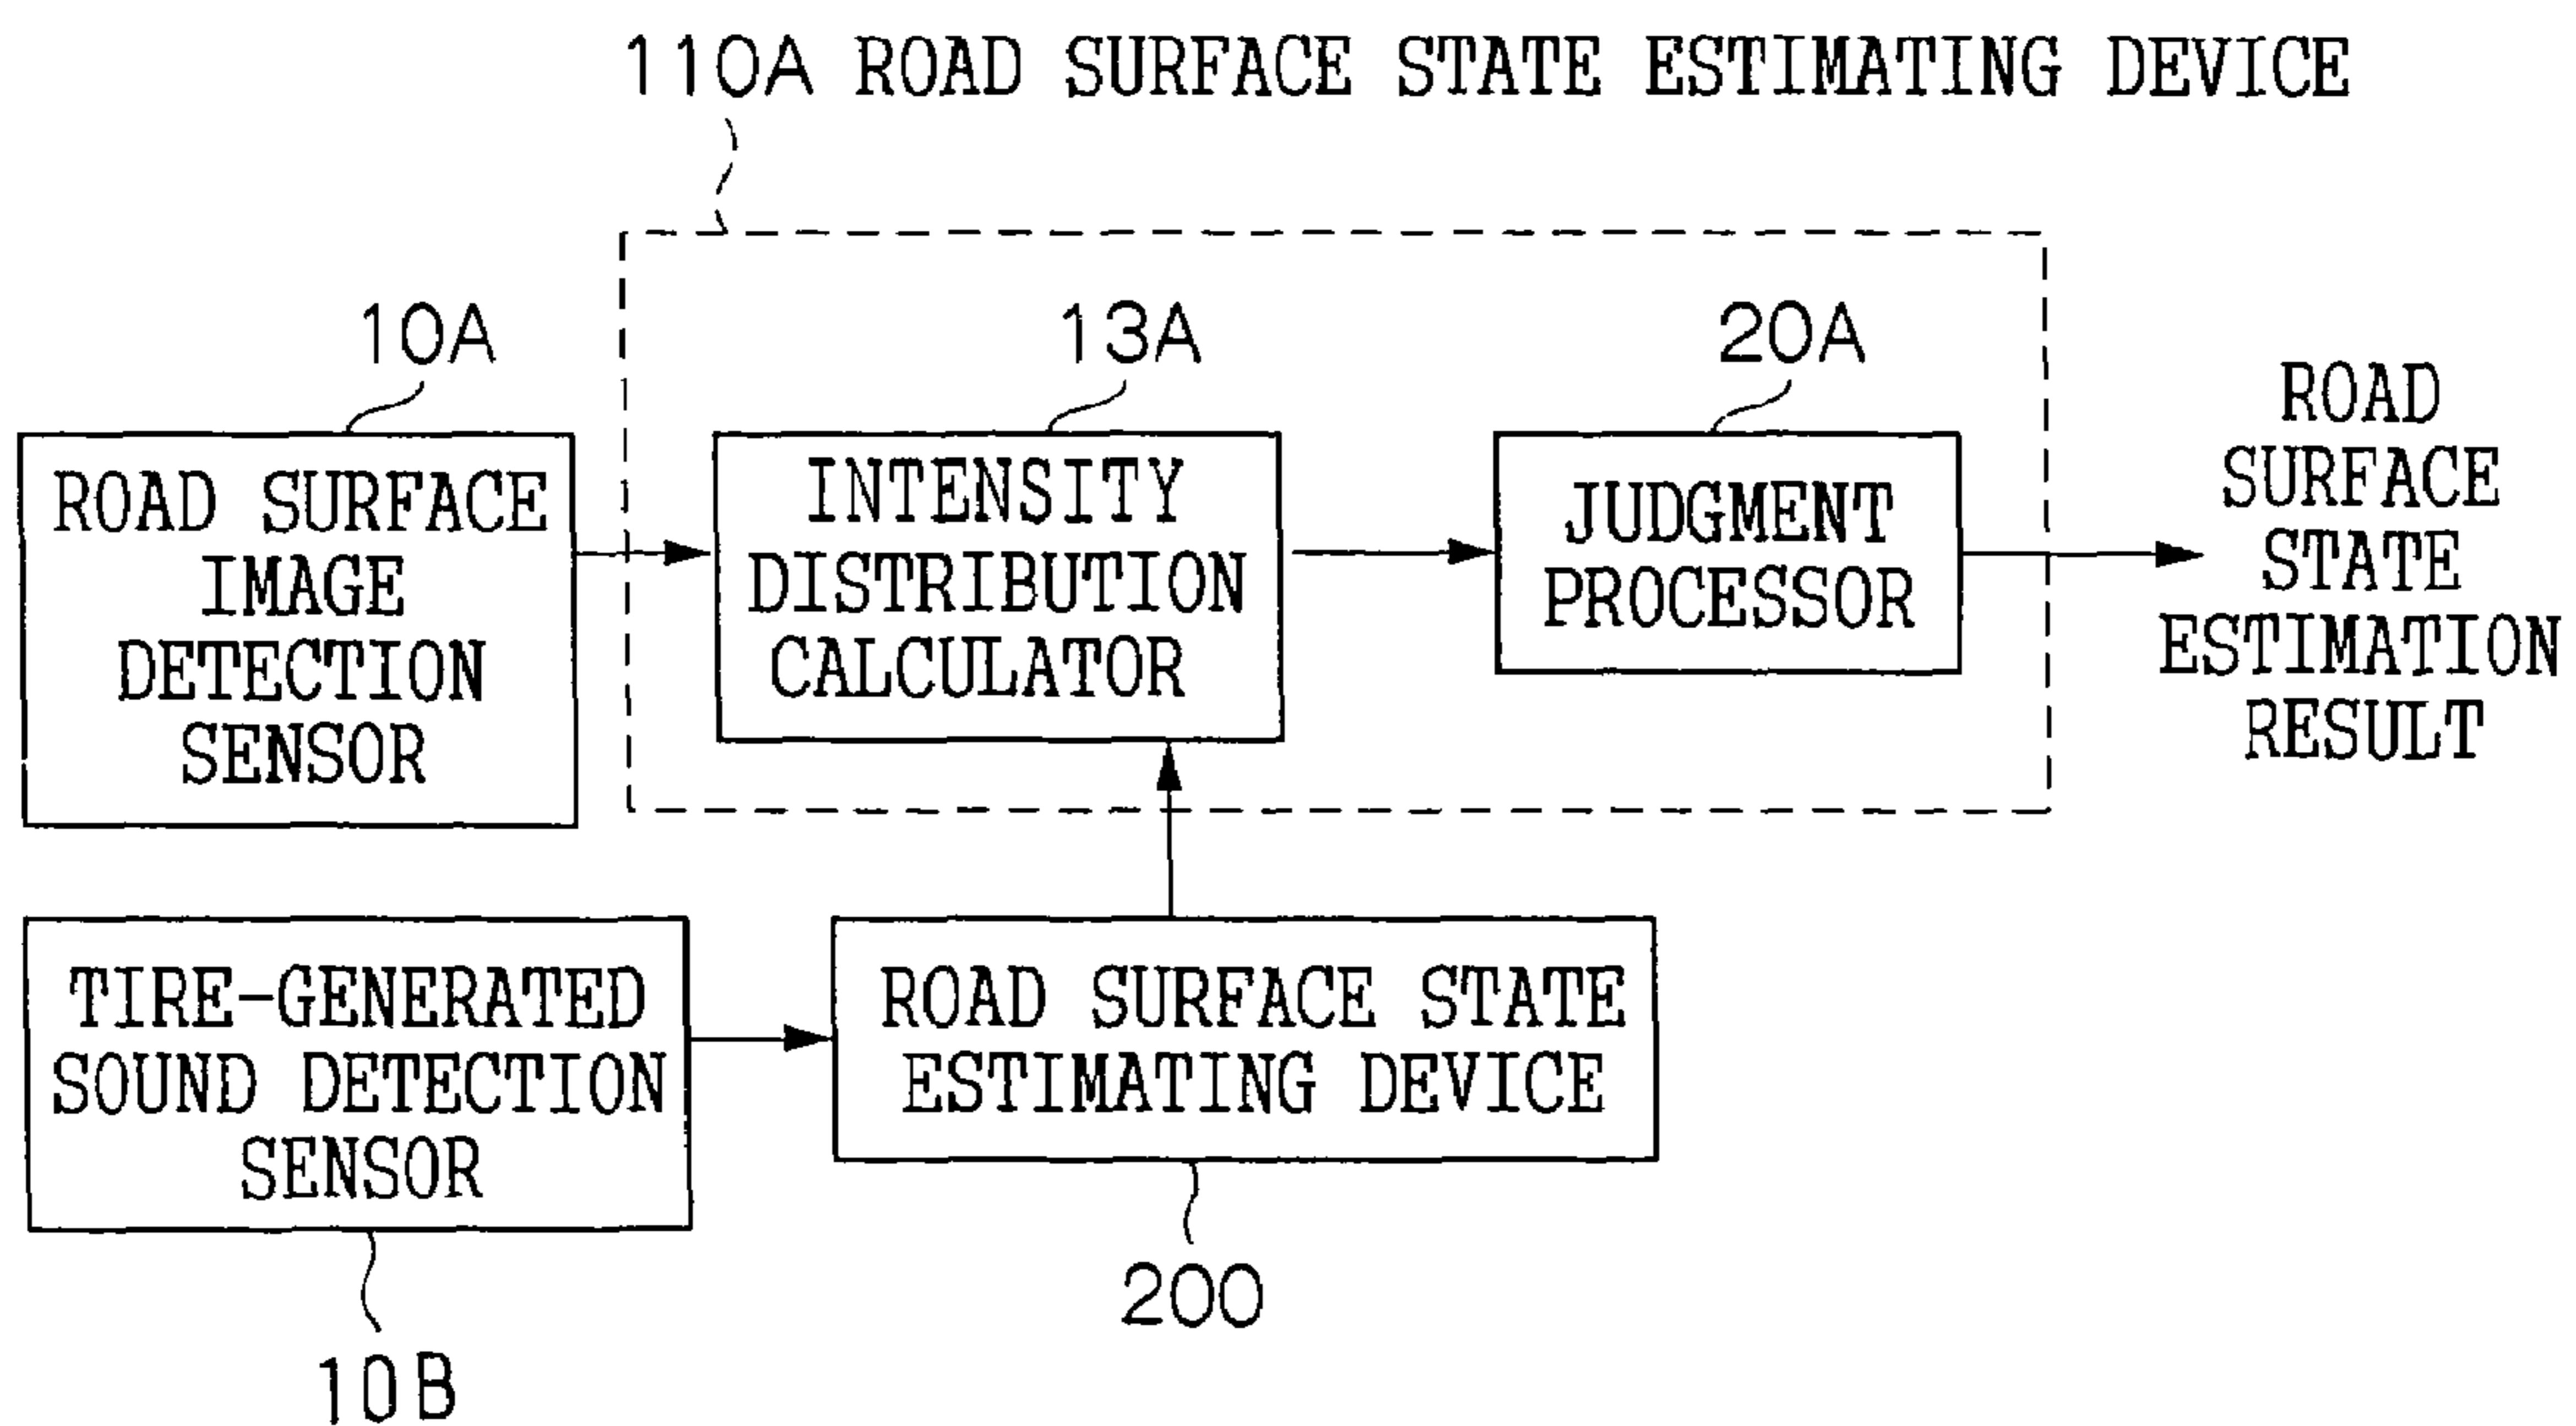 110A ROAD SURFACE STATE ESTIMATING DEVICE
10A
ROAD SURFACE
IMAGE
DETECTION
SENSOR
13A
INTENSITY
DISTRIBUTION
CALCULATOR
20A
JUDGMENT
PROCESSOR
ROAD
SURFACE
STATE
ESTIMATION
RESULT
TIRE-GENERATED
SOUND DETECTION
SENSOR
10B
ROAD SURFACE STATE
ESTIMATING DEVICE
200